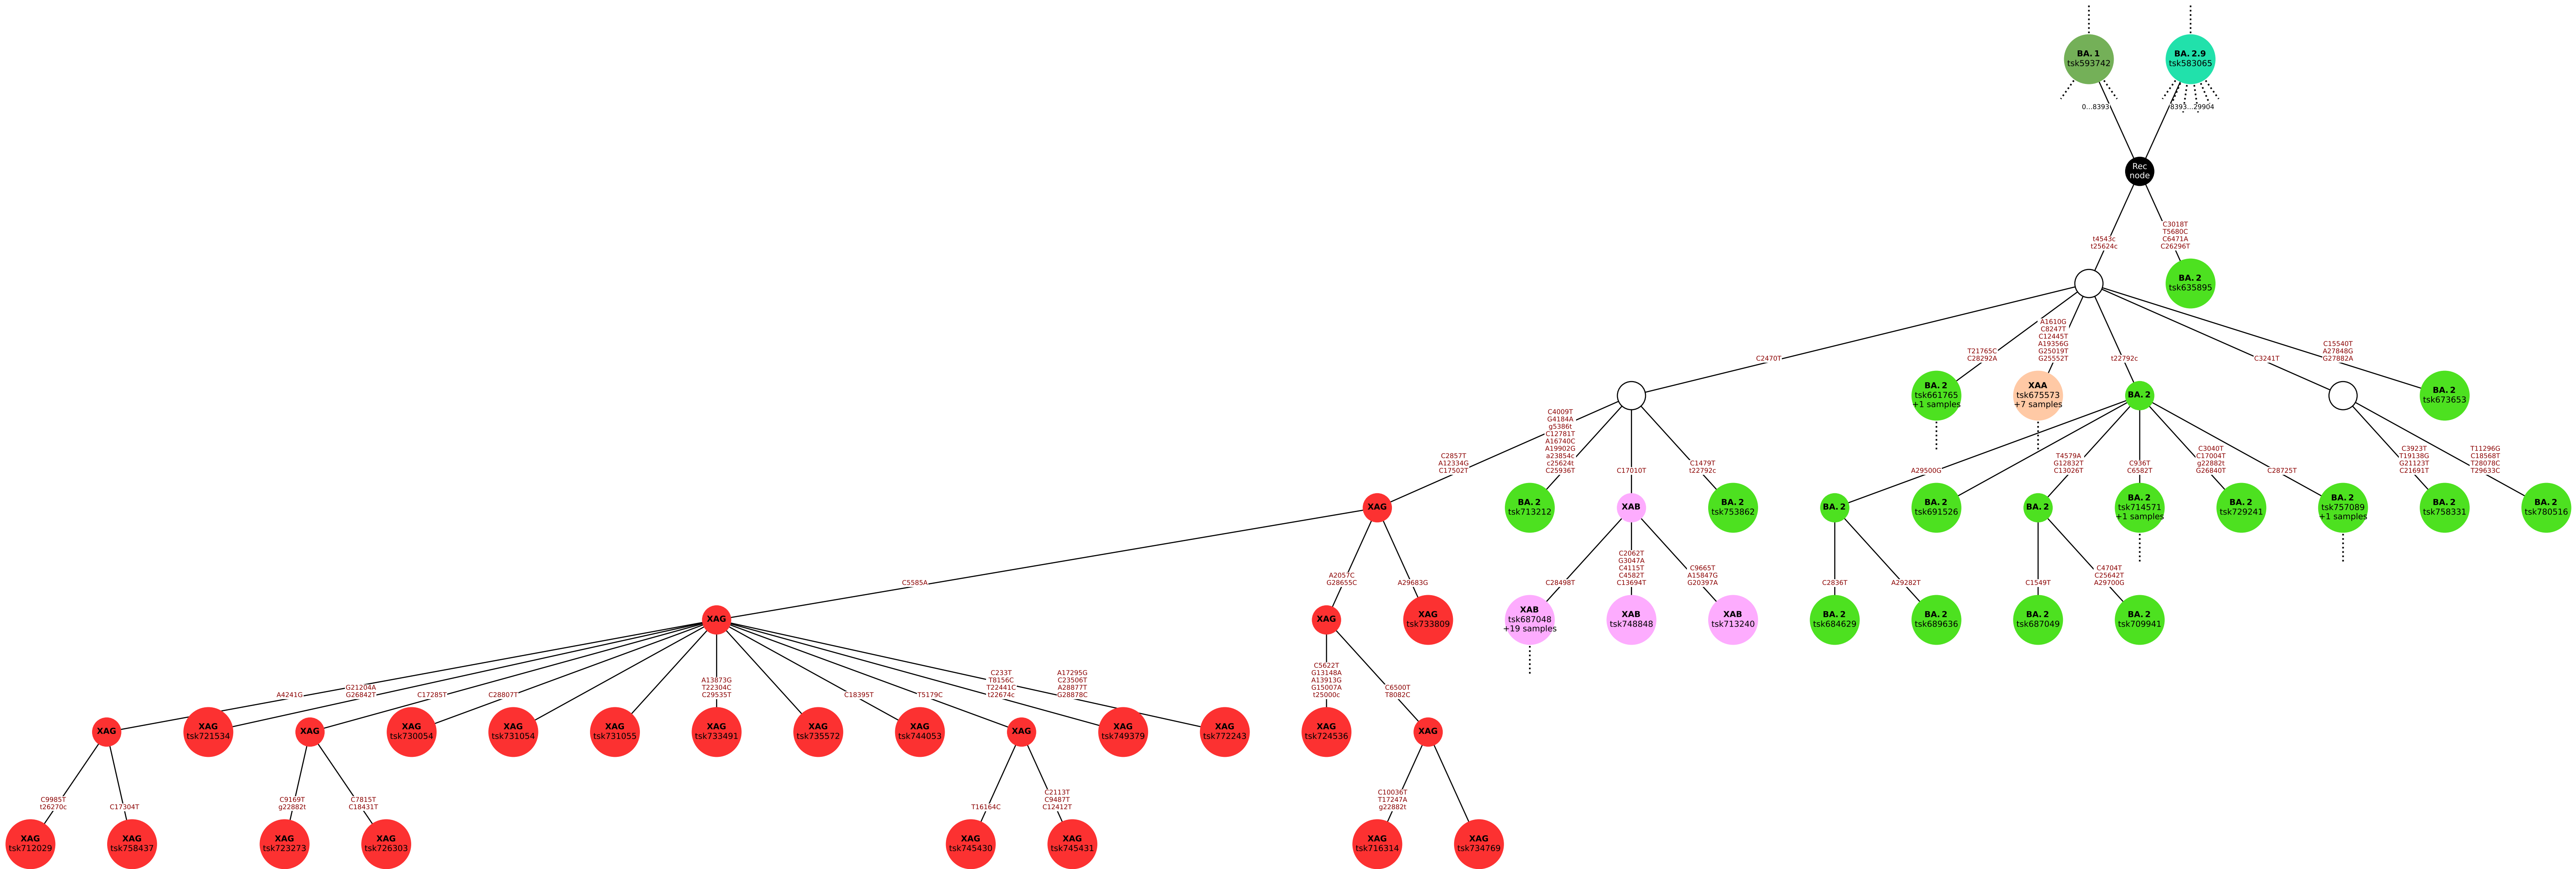 BA.1
tsk593742
BA.2.9
tsk583065
0...8393
8393...29904
Rec
node
t4543c
t25624c
C3018T
T5680C
C6471A
C26296T
BA.2
tsk635895
C2470T
T21765C
C28292A
A1610G
C8247T
C12445T
A19356G
G25019T
G25552T
t22792c
C3241T
C15540T
A27848G
G27882A
BA.2
tsk661765
+1 samples
XAA
tsk675573
+7 samples
BA.2
BA.2
tsk673653
C2857T
A12334G
C17502T
C4009T
G4184A
g5386t
C12781T
A16740C
A19902G
a23854c
c25624t
C25936T
C17010T
C1479T
t22792c
A29500G
T4579A
G12832T
C13026T
C936T
C6582T
C3040T
C17004T
g22882t
G26840T
C28725T
C3923T
T19138G
G21123T
C21691T
T11296G
C18568T
T28078C
T29633C
XAG
BA.2
tsk713212
XAB
BA.2
tsk753862
BA.2
BA.2
tsk691526
BA.2
BA.2
tsk714571
+1 samples
BA.2
tsk729241
BA.2
tsk757089
+1 samples
BA.2
tsk758331
BA.2
tsk780516
C5585A
A2057C
G28655C
A29683G
C28498T
C2062T
G3047A
C4115T
C4582T
C13694T
C9665T
A15847G
G20397A
C2836T
A29282T
C1549T
C4704T
C25642T
A29700G
XAG
XAG
XAG
tsk733809
XAB
tsk687048
+19 samples
XAB
tsk748848
XAB
tsk713240
BA.2
tsk684629
BA.2
tsk689636
BA.2
tsk687049
BA.2
tsk709941
A4241G
G21204A
G26842T
C17285T
C28807T
A13873G
T22304C
C29535T
C18395T
T5179C
C233T
T8156C
T22441C
t22674c
A17295G
C23506T
A28877T
G28878C
C5622T
G13148A
A13913G
G15007A
t25000c
C6500T
T8082C
XAG
XAG
tsk721534
XAG
XAG
tsk730054
XAG
tsk731054
XAG
tsk731055
XAG
tsk733491
XAG
tsk735572
XAG
tsk744053
XAG
XAG
tsk749379
XAG
tsk772243
XAG
tsk724536
XAG
C9985T
t26270c
C17304T
C9169T
g22882t
C7815T
C18431T
T16164C
C2113T
C9487T
C12412T
C10036T
T17247A
g22882t
XAG
tsk712029
XAG
tsk758437
XAG
tsk723273
XAG
tsk726303
XAG
tsk745430
XAG
tsk745431
XAG
tsk716314
XAG
tsk734769